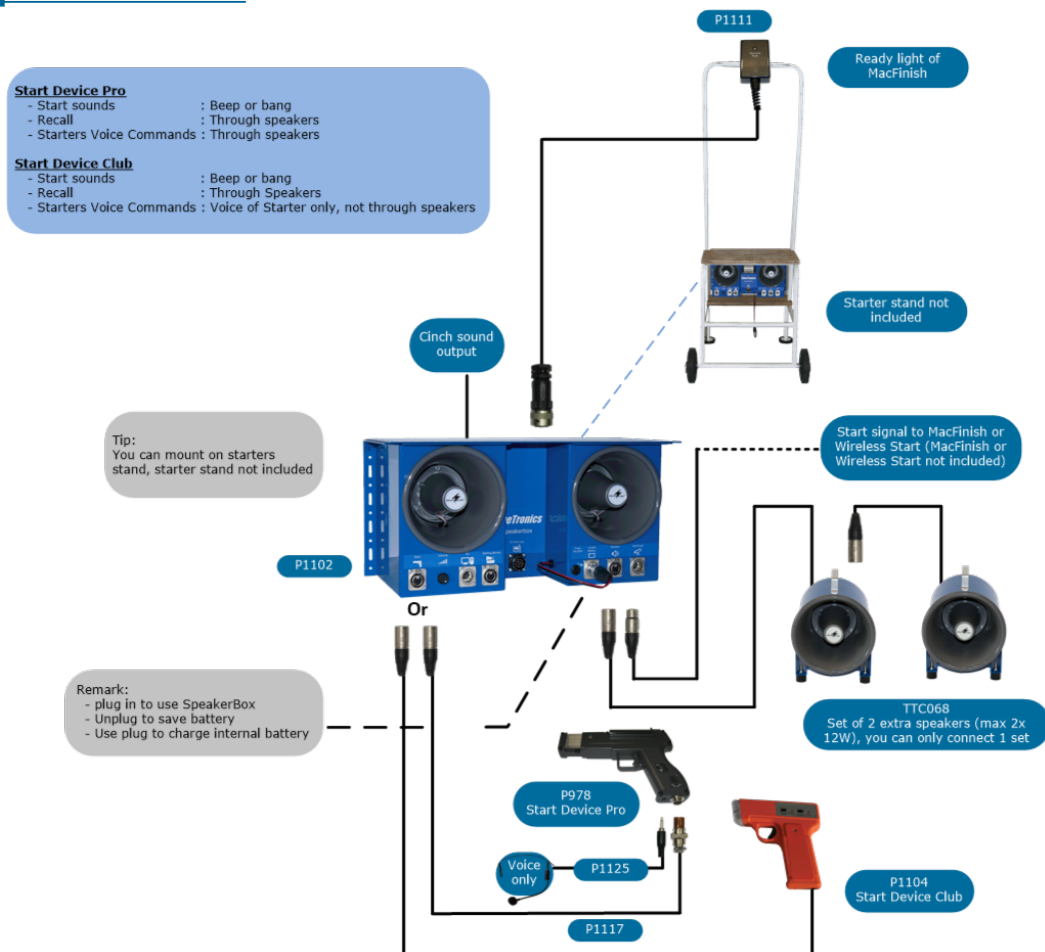 P1111
Ready light of
MacFinish
Start Device Pro
- Start sounds : Beep or bang
- Recall : Through speakers
- Starters Voice Commands : Through speakers
Start Device Club
- Start sounds : Beep or bang
- Recall : Through Speakers
- Starters Voice Commands : Voice of Starter only, not through speakers
Starter stand not
included
Cinch sound
output
Tip:
You can mount on starters
stand, starter stand not included
Start signal to MacFinish or
Wireless Start (MacFinish or
Wireless Start not included)
eTronics
peakerbox
P1102
Or
Remark:
- plug in to use SpeakerBox
- Unplug to save battery
- Use plug to charge internal battery
TTC068
Set of 2 extra speakers (max 2x
12W), you can only connect 1 set
P978
Start Device Pro
Voice
only
P1125
P1104
Start Device Club
P1117